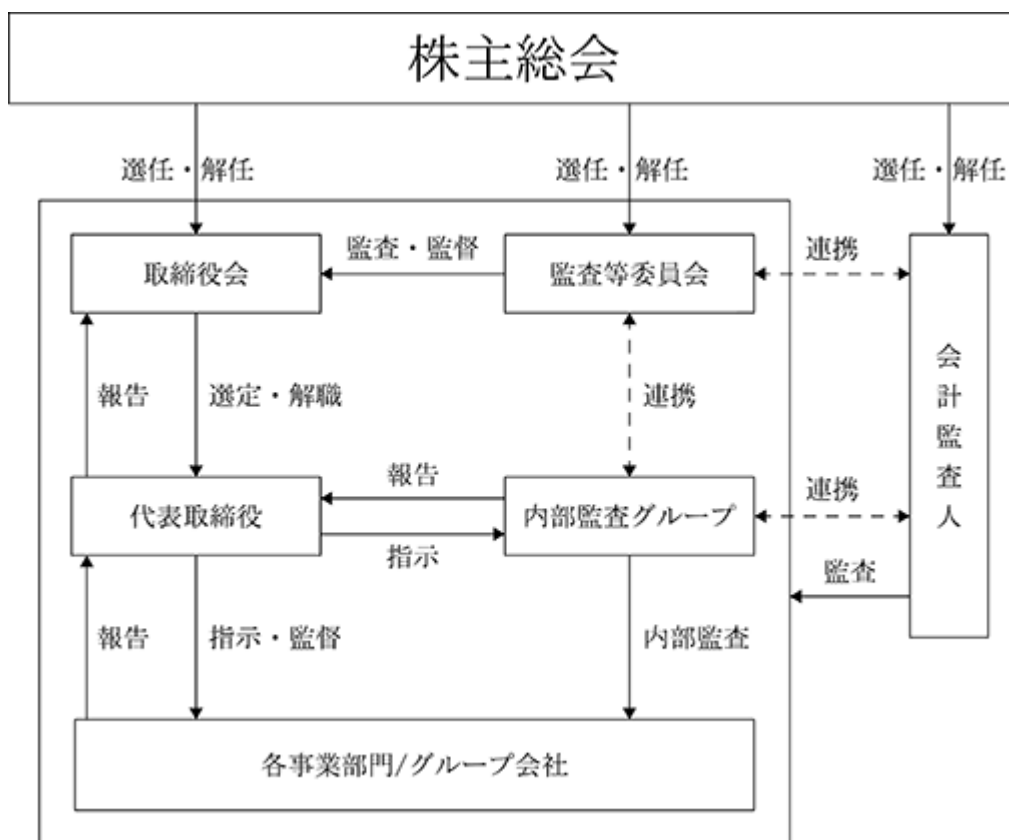 株主総会
選任・解任
選任・解任
選任・解任
取締役会
監査・監督
監査等委員会
連携
会計監査人
報告
選定・解職
連携
代表取締役
報告
指示
内部監査グループ
連携
監査
報告
指示・監督
内部監査
各事業部門/グループ会社